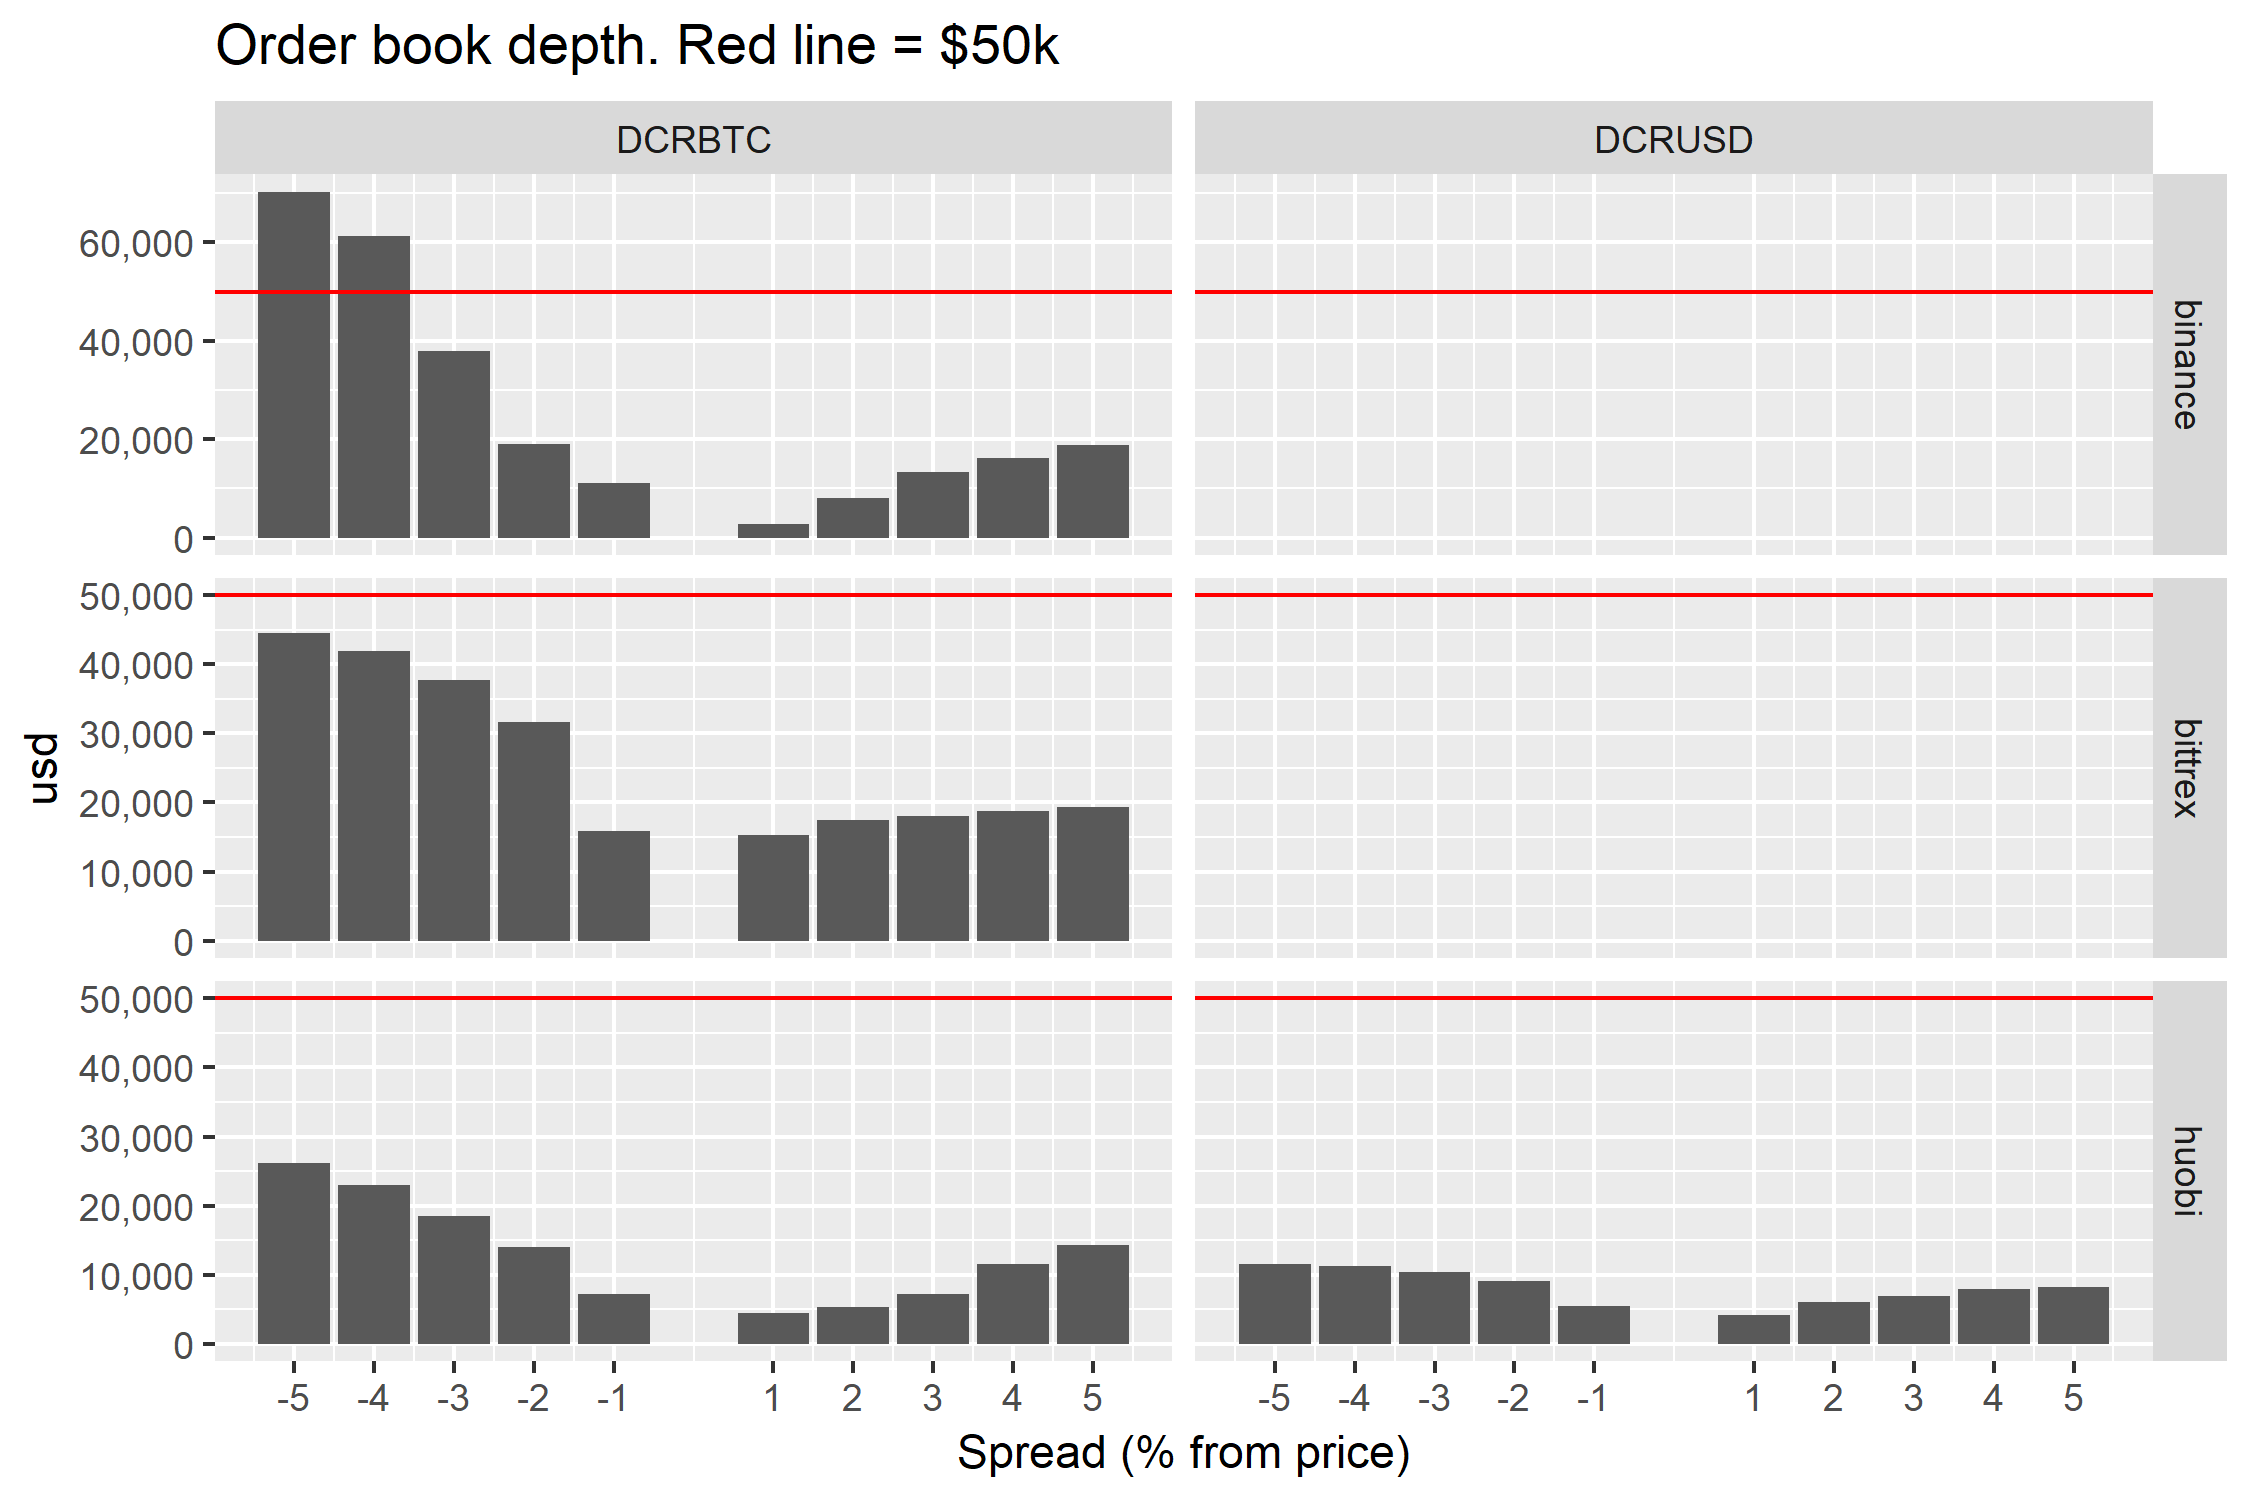 Order book depth. Red line = $50k
DCRBTC
DCRUSD
60,000
40,000
20,000
0
binance
50,000
40,000
30,000
20,000
10,000
0
bittrex
usd
50,000
40,000
30,000
20,000
10,000
0
huobi
-5 -4 -3 -2 -1 1 2 3 4 5
-5 -4 -3 -2 -1 1 2 3 4 5
Spread (% from price)